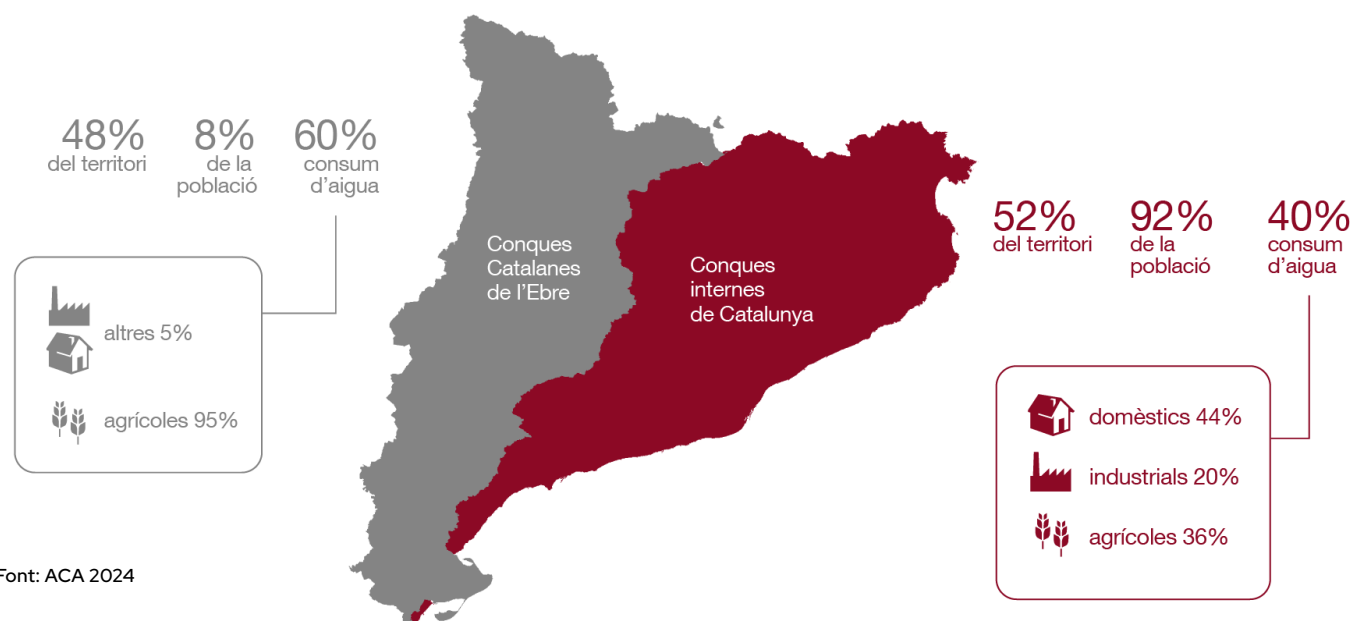 48%
del territori
8%
de la
població
60%
consum
d'aigua
altres 5%
agrícoles 95%
Conques
Catalanes
de l'Ebre
Conques
internes
de Catalunya
52%
del territori
92%
de la
població
40%
consum
d'aigua
domèstics 44%
industrials 20%
agrícoles 36%
Font: ACA 2024